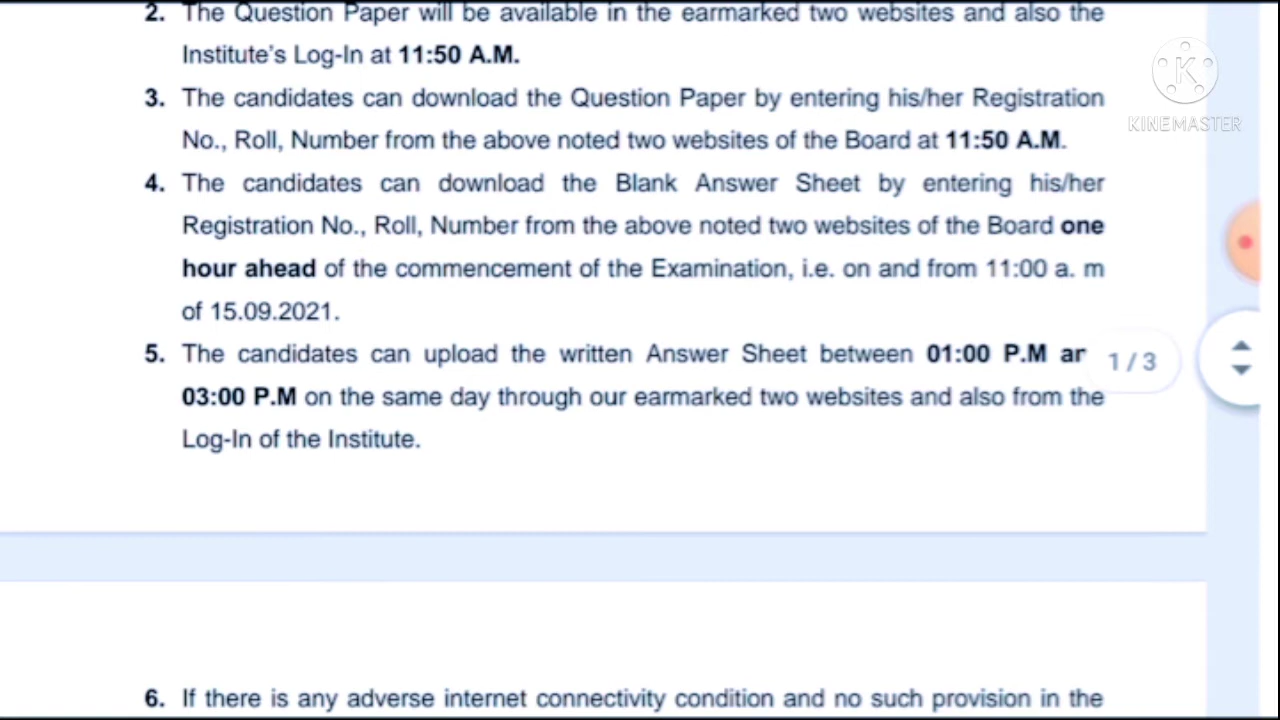 2. The Question Paper will be available in the earmarked two websites and also the
Institute's Log-In at 11:50 A.M.
3. The candidates can download the Question Paper by entering his/her Registration
No., Roll, Number from the above noted two websites of the Board at 11:50 A.M.
4. The candidates can download the Blank Answer Sheet by entering his/her
Registration No., Roll, Number from the above noted two websites of the Board one
hour ahead of the commencement of the Examination, i.e. on and from 11:00 a. m
of 15.09.2021.
5. The candidates can upload the written Answer Sheet between 01:00 P.M ar
03:00 P.M on the same day through our earmarked two websites and also from the
Log-In of the Institute.
6. If there is any adverse internet connectivity condition and no such provision in the
1 / 3
K
KINEMASTER